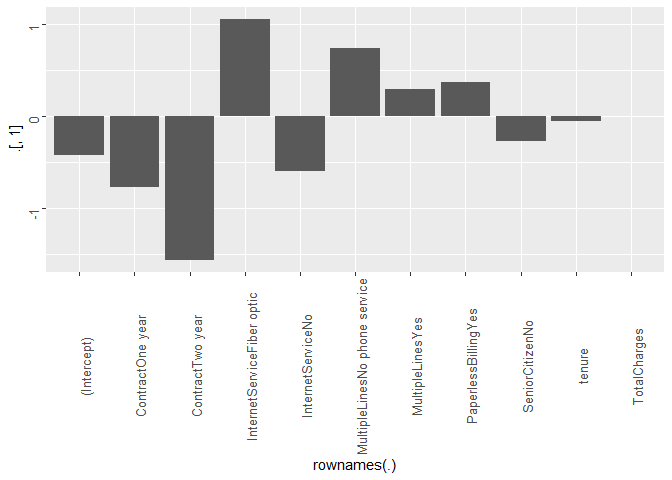 .[, 1]
1
0
-1
(Intercept)
ContractOne year
ContractTwo year
InternetServiceFiber optic
InternetServiceNo
MultipleLinesNo phone service
MultipleLinesYes
PaperlessBillingYes
SeniorCitizenNo
tenure
TotalCharges
rownames(.)